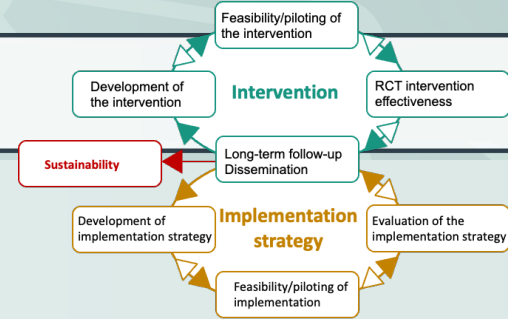 Feasibility/piloting of
the intervention
Development of
the intervention
Intervention
RCT intervention
effectiveness
Sustainability
Long-term follow-up
Dissemination
Development of
implementation strategy
Implementation
strategy
Evaluation of the
implementation strategy
Feasibility/piloting of
implementation